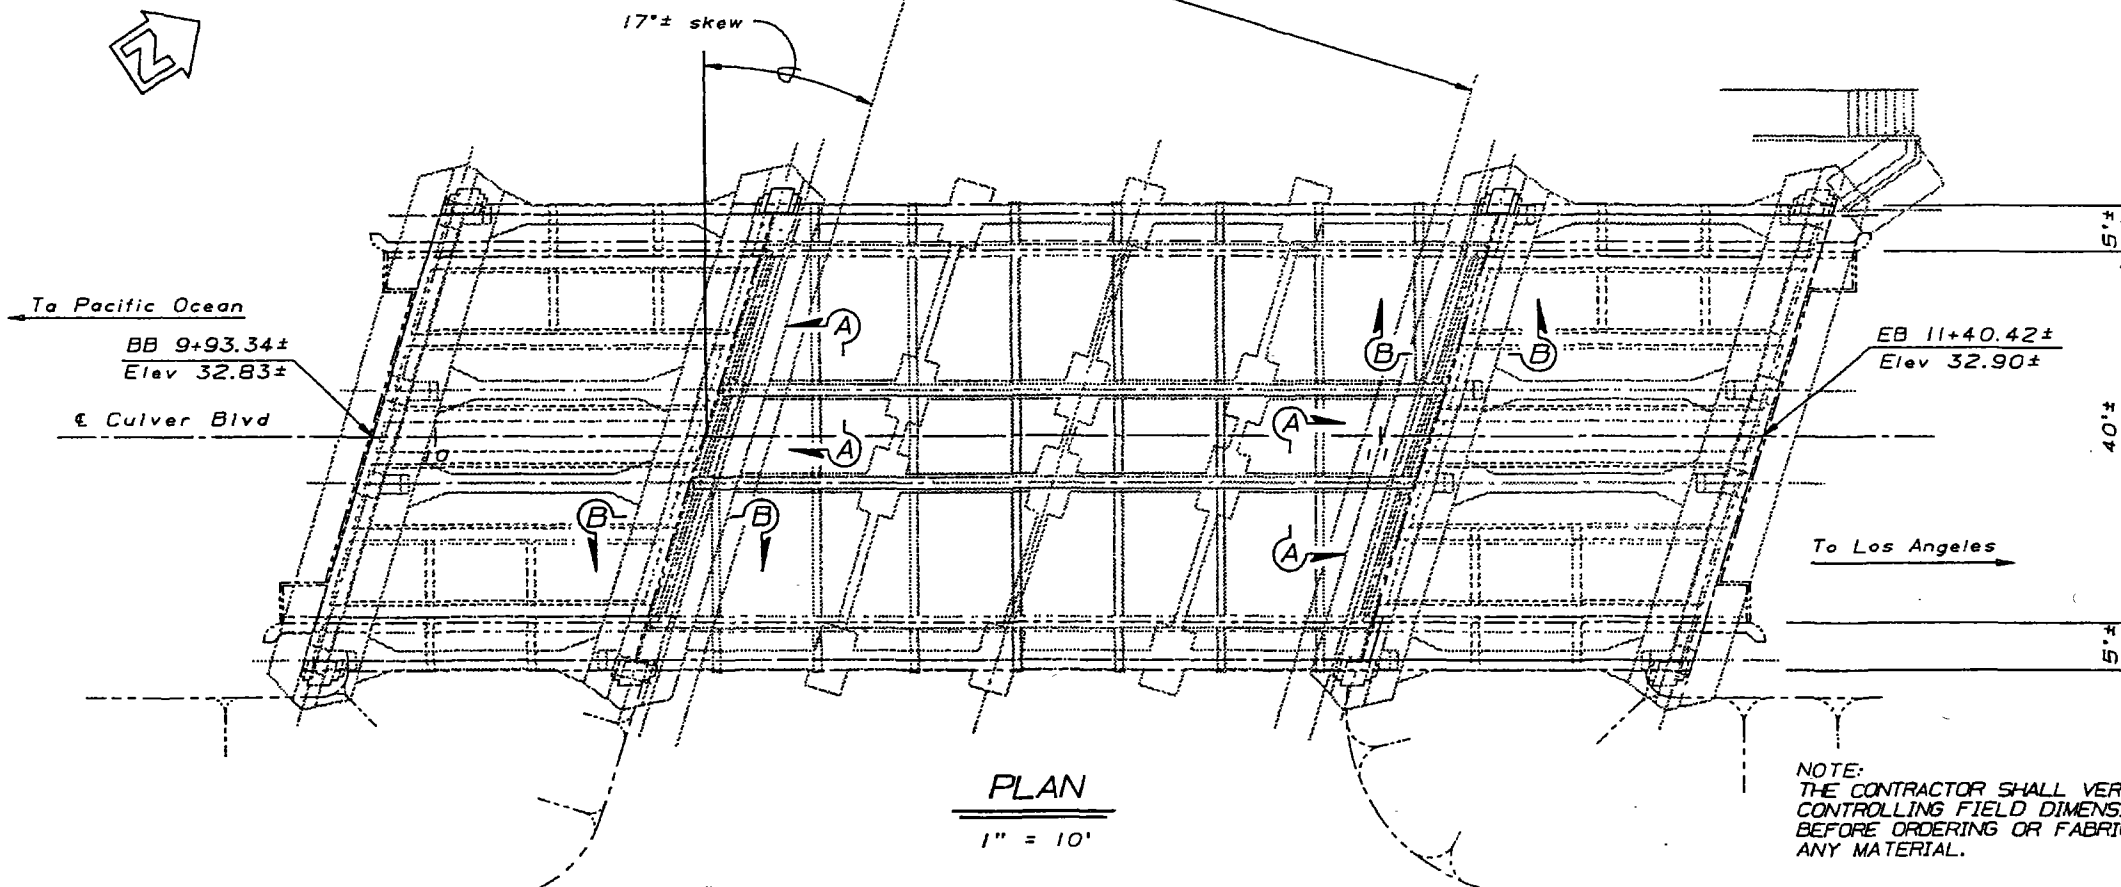 N
17°± skew
5'±
To Pacific Ocean
A
B
B
BB 9+93.34±
Elev 32.83±
EB 11+40.42±
Elev 32.90±
℄ Culver Blvd
A
A
40'±
B
B
A
To Los Angeles
5'±
PLAN
1" = 10'
NOTE:
THE CONTRACTOR SHALL VER
CONTROLLING FIELD DIMENS
BEFORE ORDERING OR FABRIC
ANY MATERIAL.